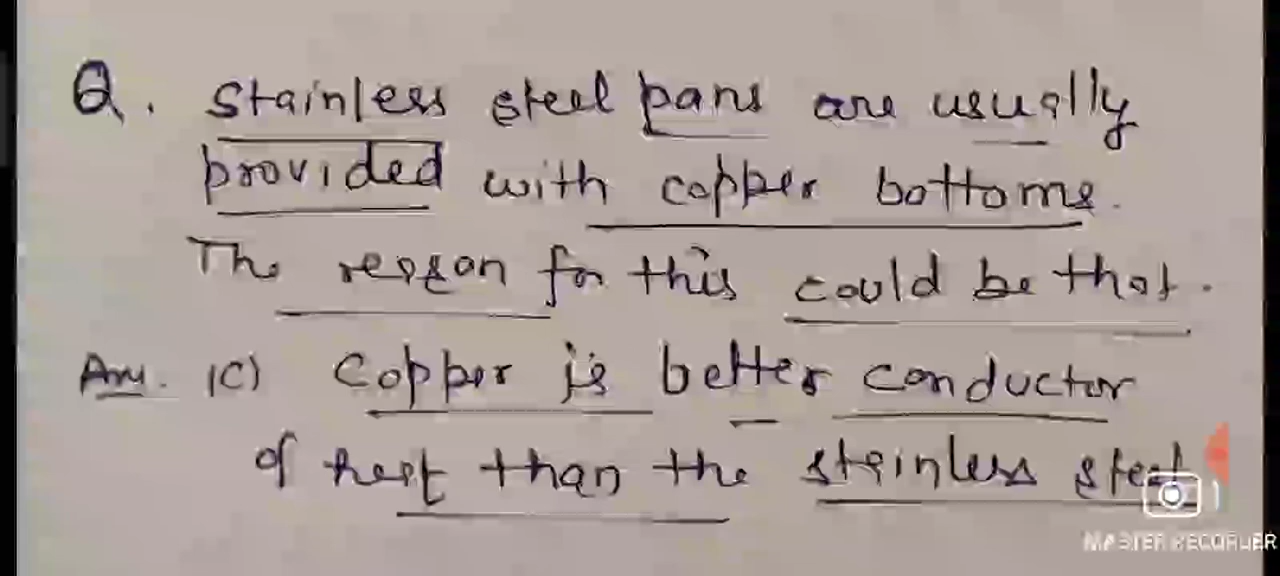 Q. Stainless steel pans are usually
provided with copper bottoms.
The reason for this could be that.
Ans. (C) Copper is better conductor
of heat than the stainless steel
MASTER RECORDER